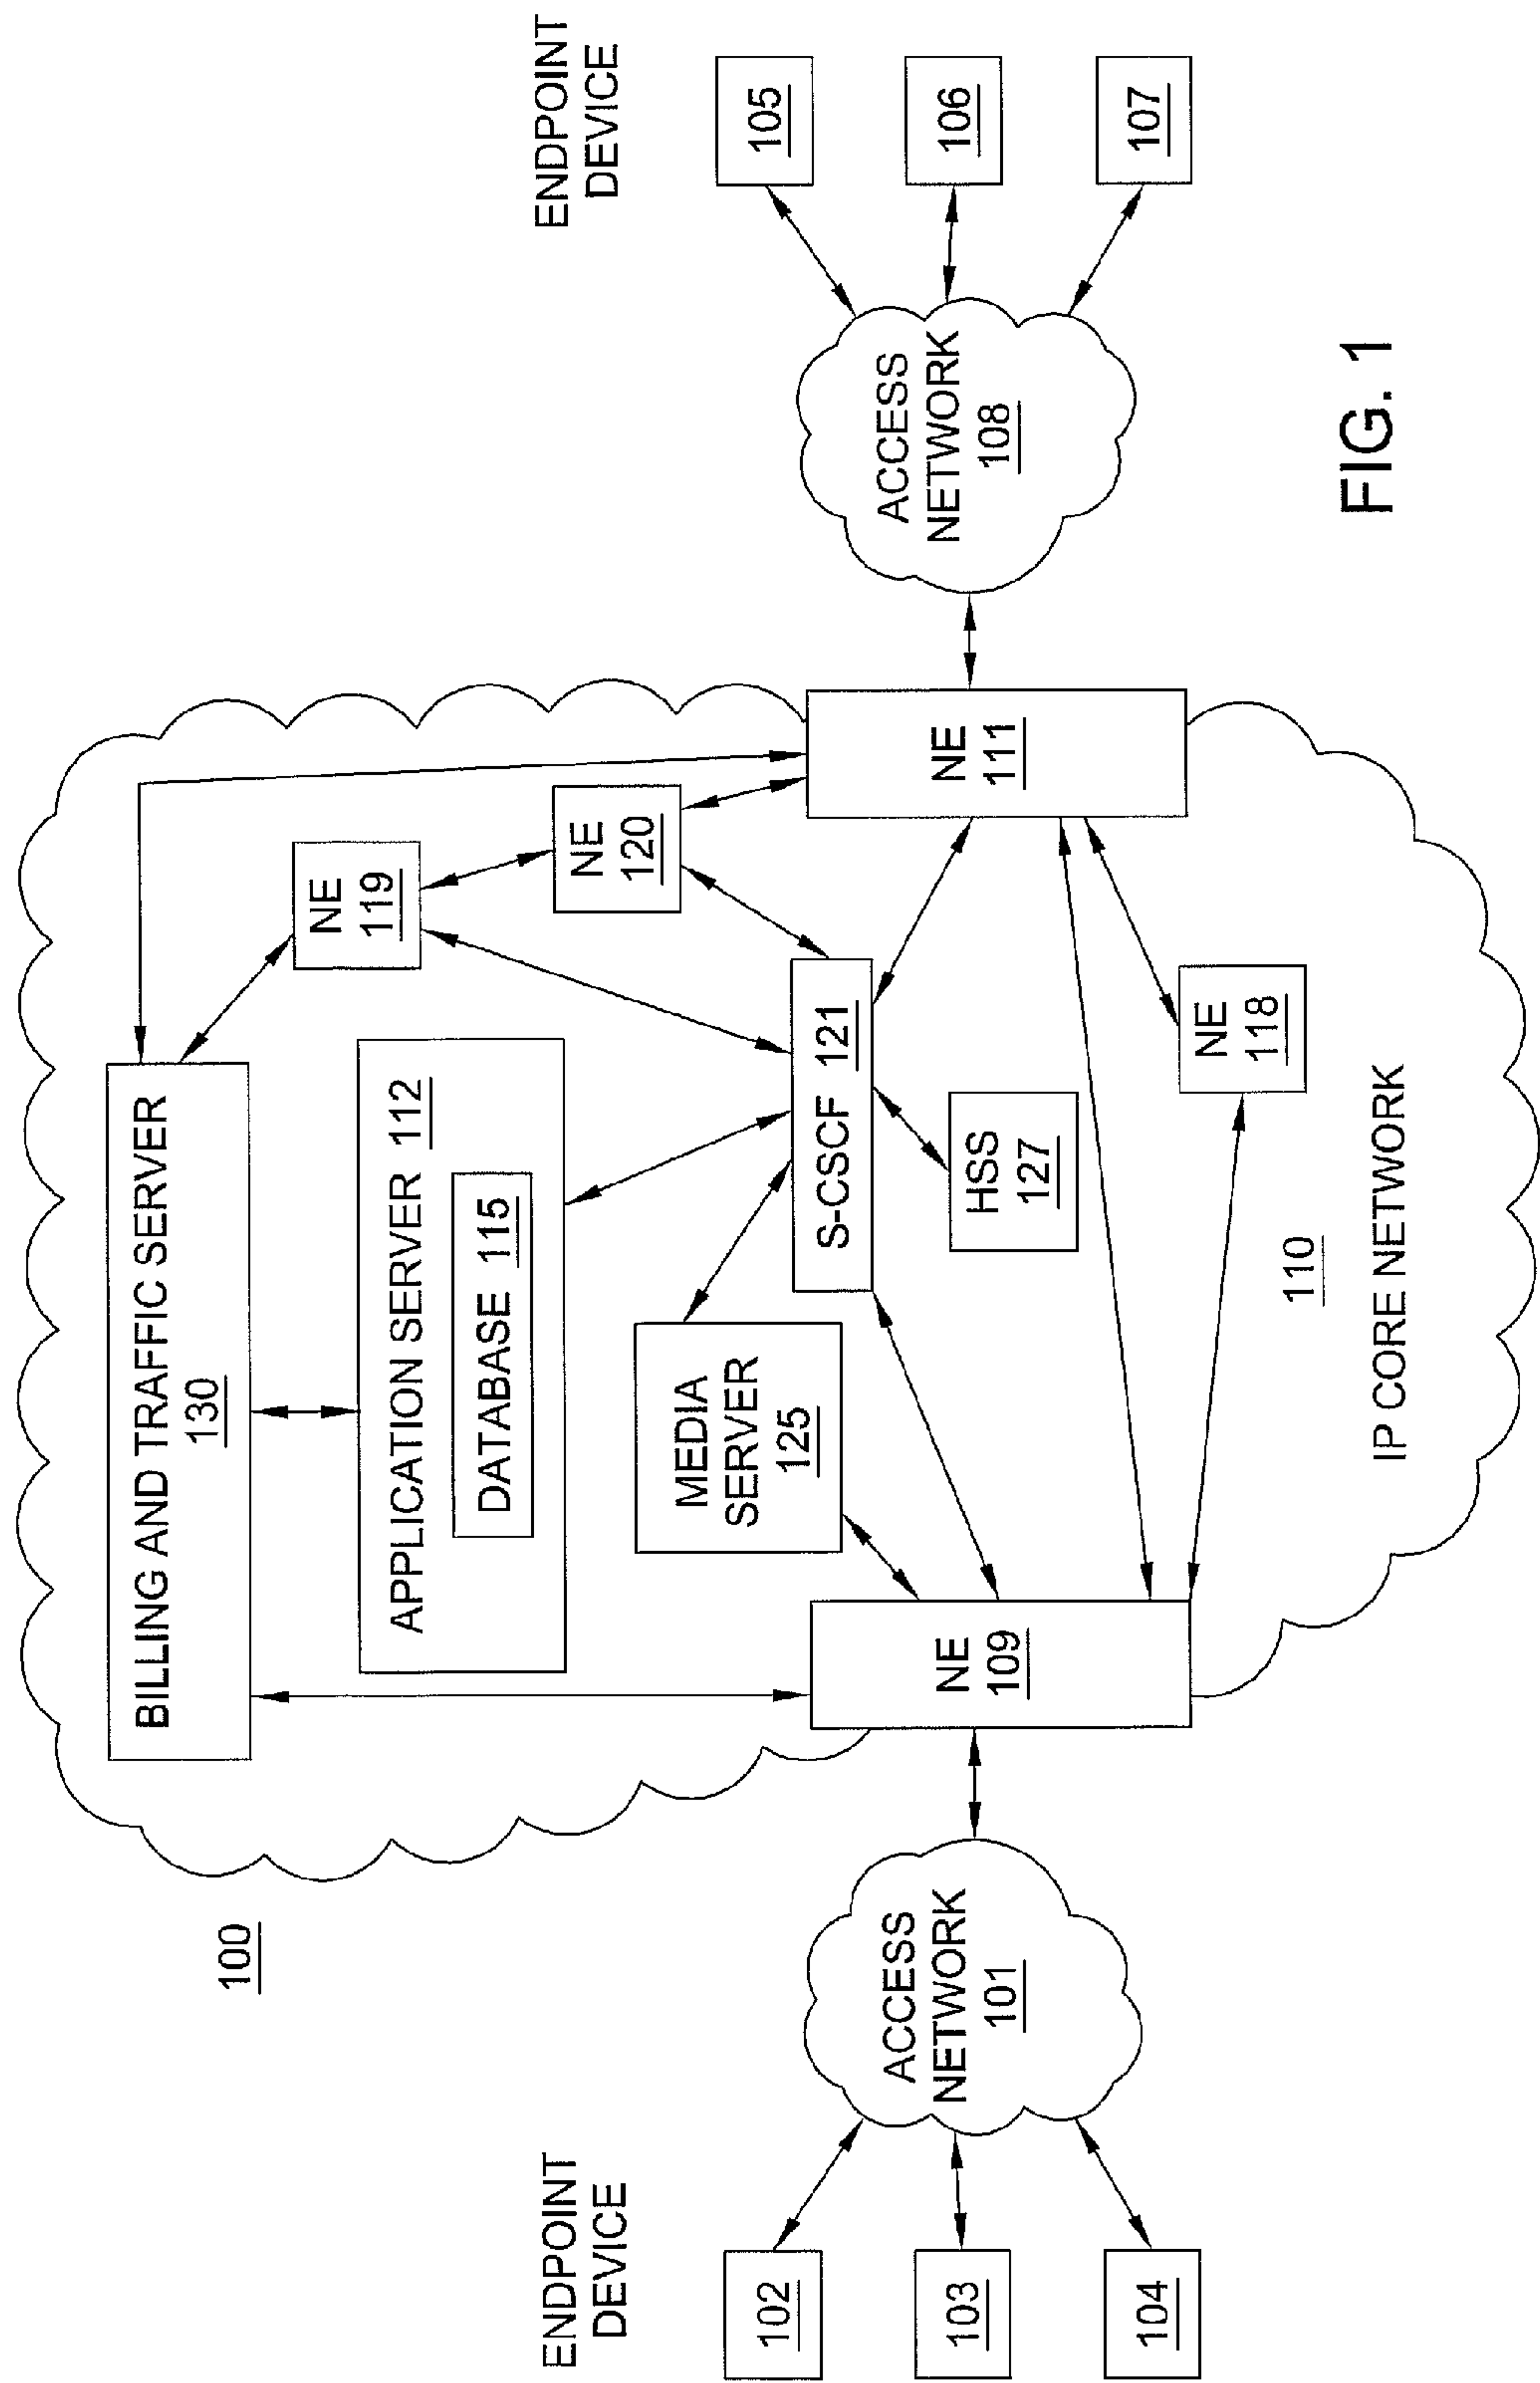 100
BILLING AND TRAFFIC SERVER
130
APPLICATION SERVER 112
DATABASE 115
NE
119
NE
120
MEDIA
SERVER
125
S-CSCF 121
HSS
127
NE
118
NE
109
NE
111
110
IP CORE NETWORK
ENDPOINT
DEVICE
102
103
104
ACCESS
NETWORK
101
ACCESS
NETWORK
108
ENDPOINT
DEVICE
105
106
107
FIG. 1